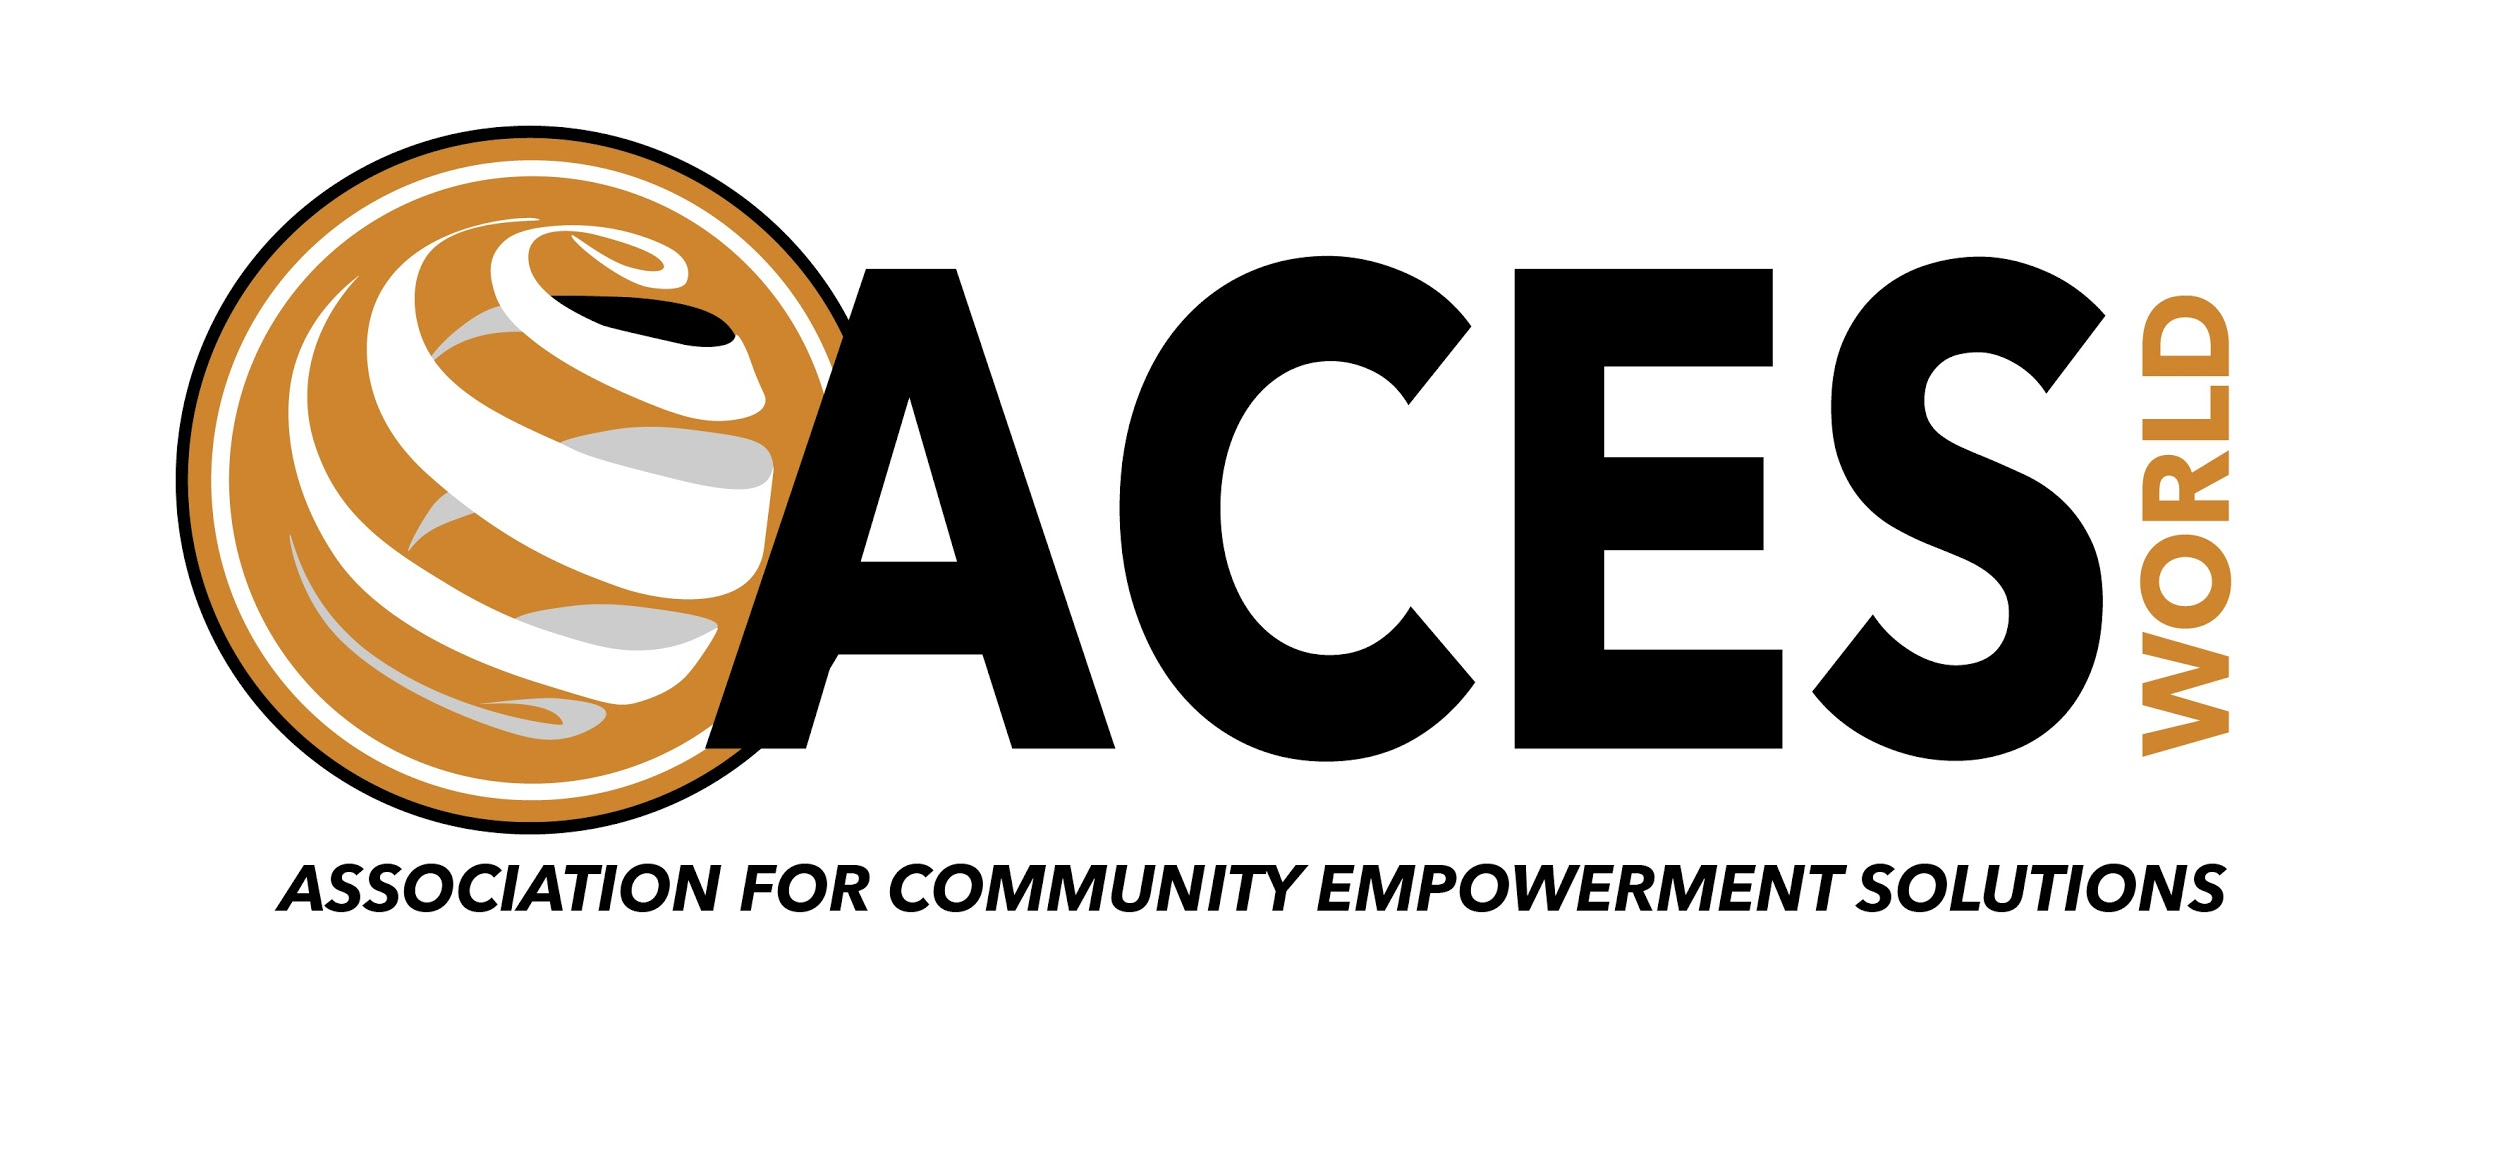 ACES
WORLD
ASSOCIATION FOR COMMUNITY EMPOWERMENT SOLUTIONS